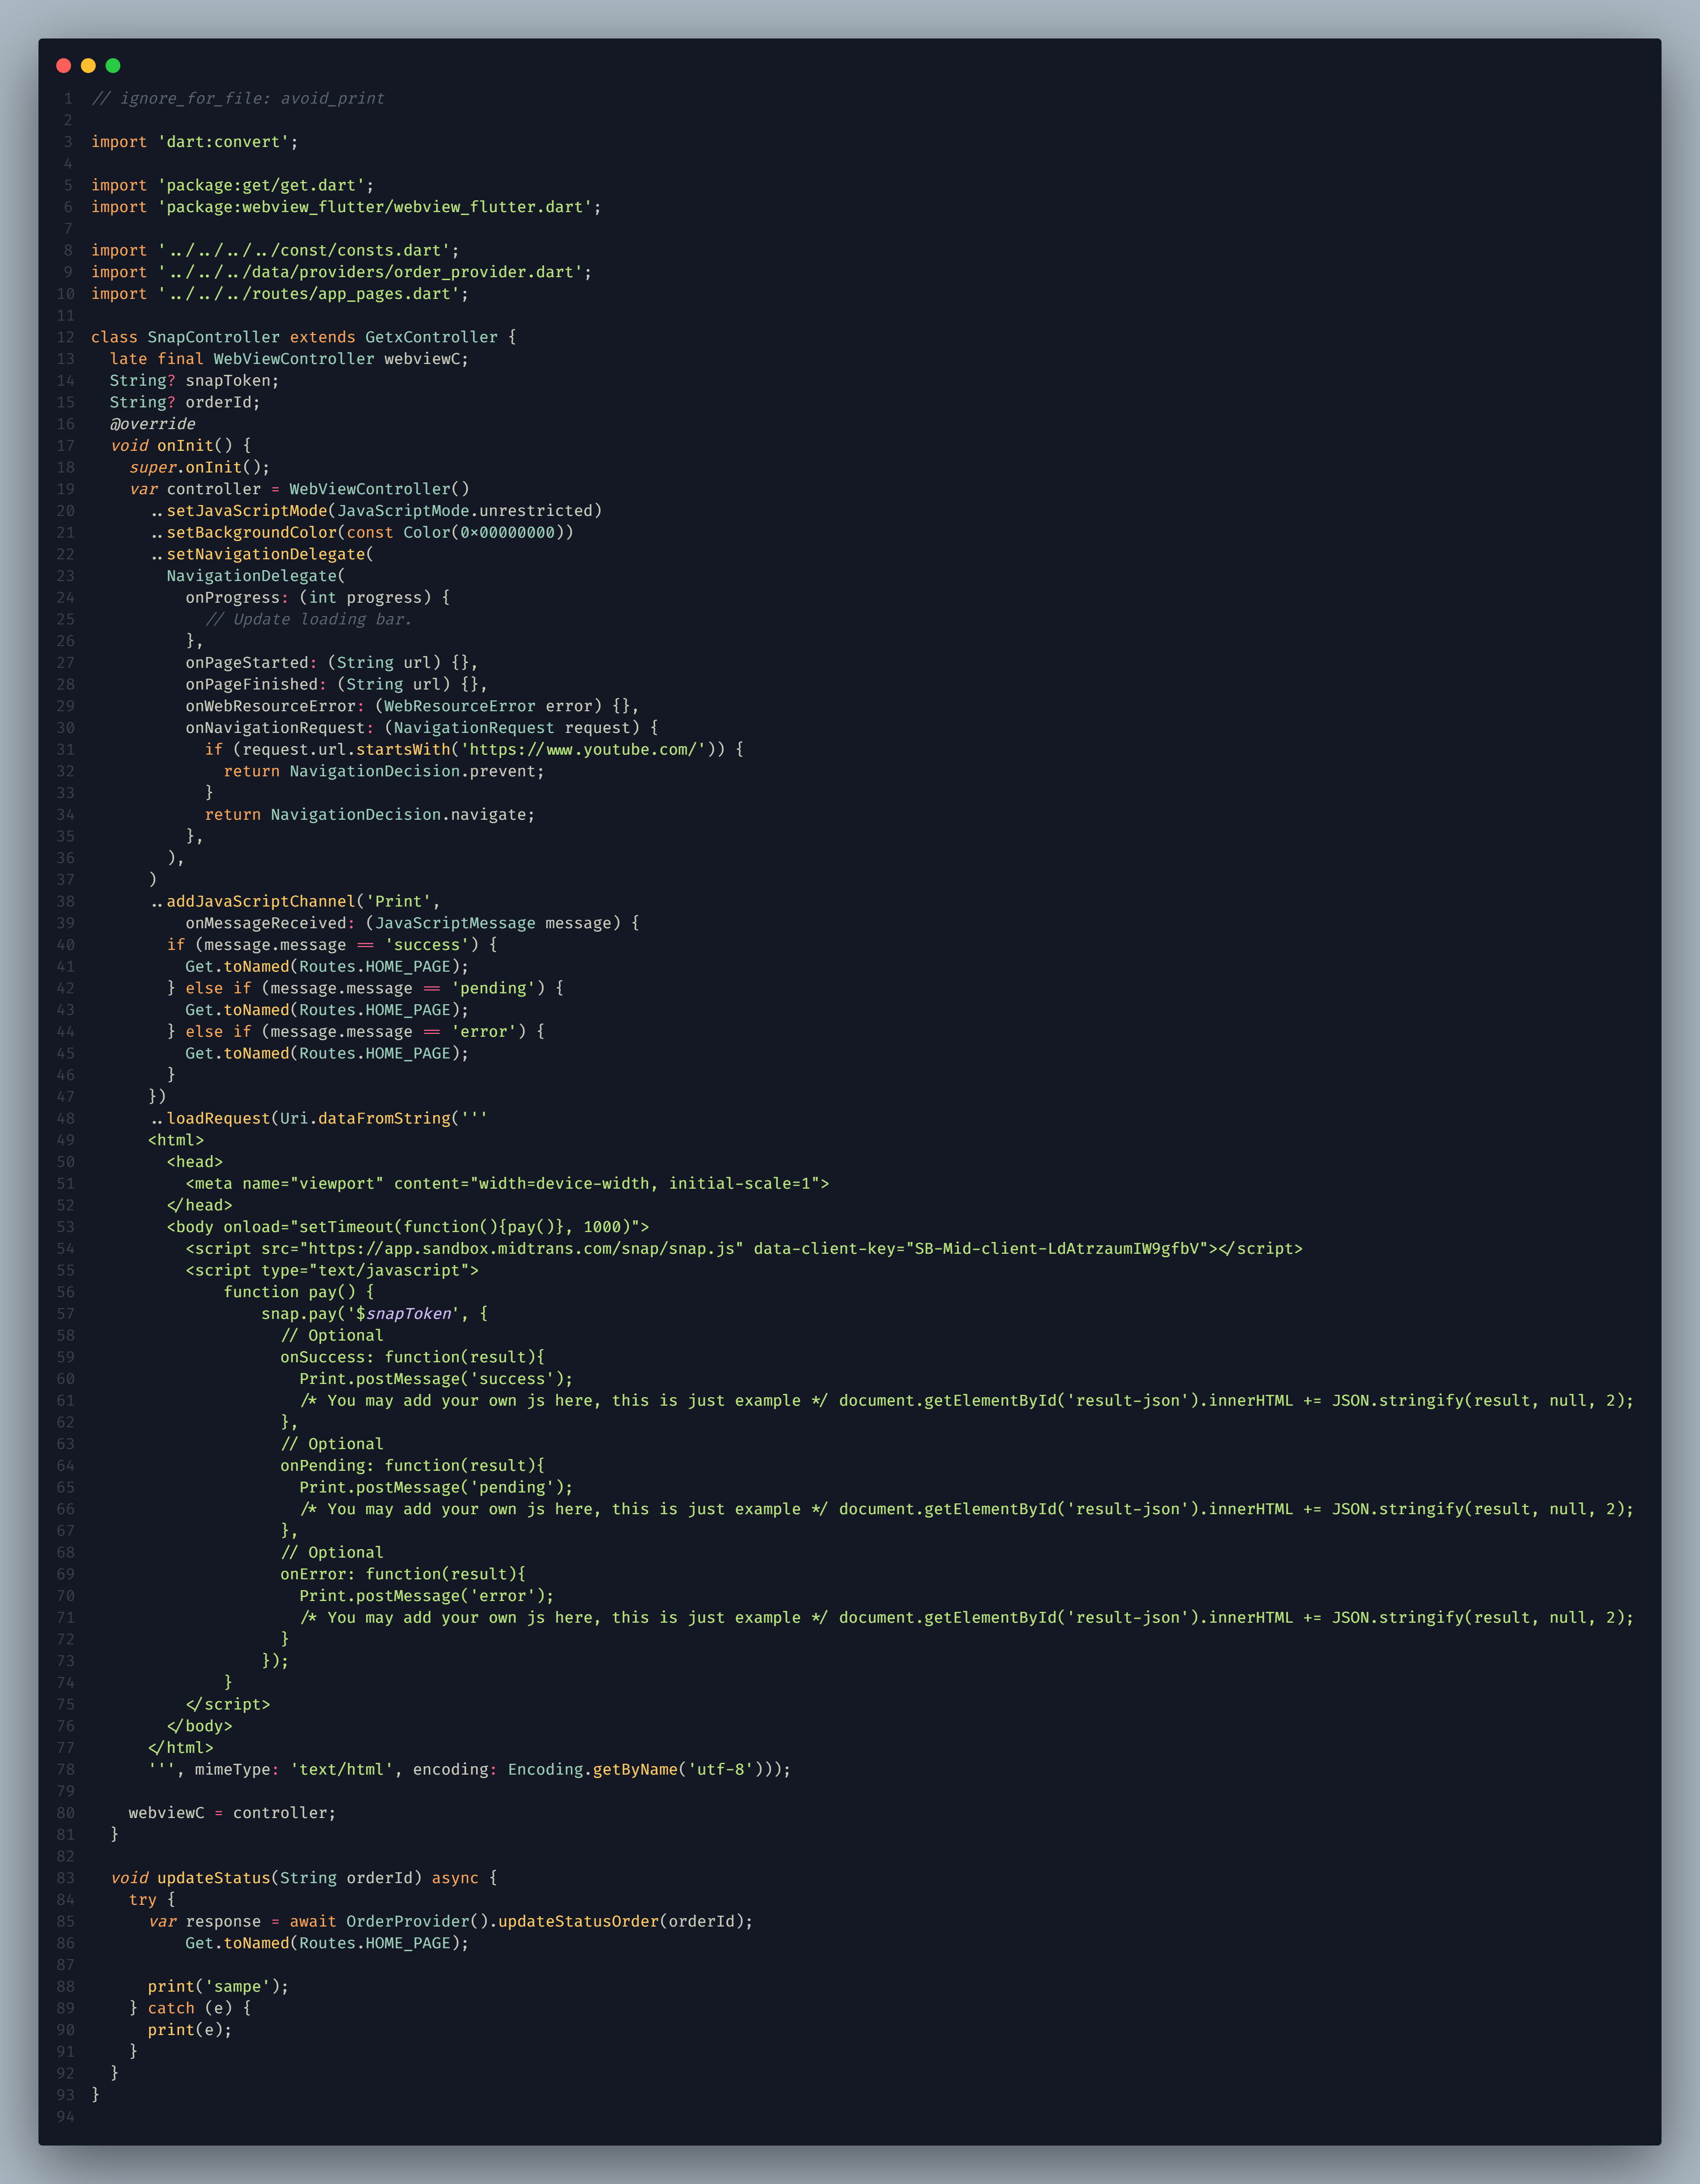 1 // ignore_for_file: avoid_print
2
3 import 'dart:convert';
4
5 import 'package:get/get.dart';
6 import 'package:webview_flutter/webview_flutter.dart';
7
8 import '../../../../const/consts.dart';
9 import '../../../data/providers/order_provider.dart';
10 import '../../../routes/app_pages.dart';
11
12 class SnapController extends GetxController {
13   late final WebViewController webviewC;
14   String? snapToken;
15   String? orderId;
16   @override
17   void onInit() {
18     super.onInit();
19     var controller = WebViewController()
20       ..setJavaScriptMode(JavaScriptMode.unrestricted)
21       ..setBackgroundColor(const Color(0x00000000))
22       ..setNavigationDelegate(
23         NavigationDelegate(
24           onProgress: (int progress) {
25             // Update loading bar.
26           },
27           onPageStarted: (String url) {},
28           onPageFinished: (String url) {},
29           onWebResourceError: (WebResourceError error) {},
30           onNavigationRequest: (NavigationRequest request) {
31             if (request.url.startsWith('https://www.youtube.com/')) {
32               return NavigationDecision.prevent;
33             }
34             return NavigationDecision.navigate;
35           },
36         ),
37       )
38       ..addJavaScriptChannel('Print',
39           onMessageReceived: (JavaScriptMessage message) {
40         if (message.message == 'success') {
41           Get.toNamed(Routes.HOME_PAGE);
42         } else if (message.message == 'pending') {
43           Get.toNamed(Routes.HOME_PAGE);
44         } else if (message.message == 'error') {
45           Get.toNamed(Routes.HOME_PAGE);
46         }
47       })
48       ..loadRequest(Uri.dataFromString('''
49       <html>
50         <head>
51           <meta name="viewport" content="width=device-width, initial-scale=1">
52         </head>
53         <body onload="setTimeout(function(){pay()}, 1000)">
54           <script src="https://app.sandbox.midtrans.com/snap/snap.js" data-client-key="SB-Mid-client-LdAtrzaumIW9gfbV"></script>
55           <script type="text/javascript">
56               function pay() {
57                   snap.pay('$snapToken', {
58                     // Optional
59                     onSuccess: function(result){
60                       Print.postMessage('success');
61                       /* You may add your own js here, this is just example */ document.getElementById('result-json').innerHTML += JSON.stringify(result, null, 2);
62                     },
63                     // Optional
64                     onPending: function(result){
65                       Print.postMessage('pending');
66                       /* You may add your own js here, this is just example */ document.getElementById('result-json').innerHTML += JSON.stringify(result, null, 2);
67                     },
68                     // Optional
69                     onError: function(result){
70                       Print.postMessage('error');
71                       /* You may add your own js here, this is just example */ document.getElementById('result-json').innerHTML += JSON.stringify(result, null, 2);
72                     }
73                   });
74               }
75           </script>
76         </body>
77       </html>
78       ''', mimeType: 'text/html', encoding: Encoding.getByName('utf-8')));
79
80     webviewC = controller;
81   }
82
83   void updateStatus(String orderId) async {
84     try {
85       var response = await OrderProvider().updateStatusOrder(orderId);
86           Get.toNamed(Routes.HOME_PAGE);
87
88       print('sampe');
89     } catch (e) {
90       print(e);
91     }
92   }
93 }
94